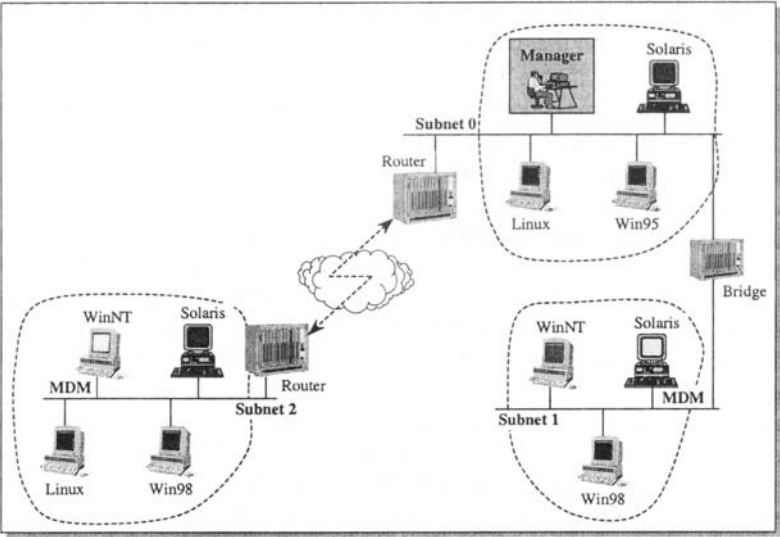 Manager
Solaris
Subnet 0
Router
Linux
Win95
Bridge
WinNT
Solaris
MDM
Router
Subnet 2
Linux
Win98
WinNT
Solaris
MDM
Subnet 1
Win98